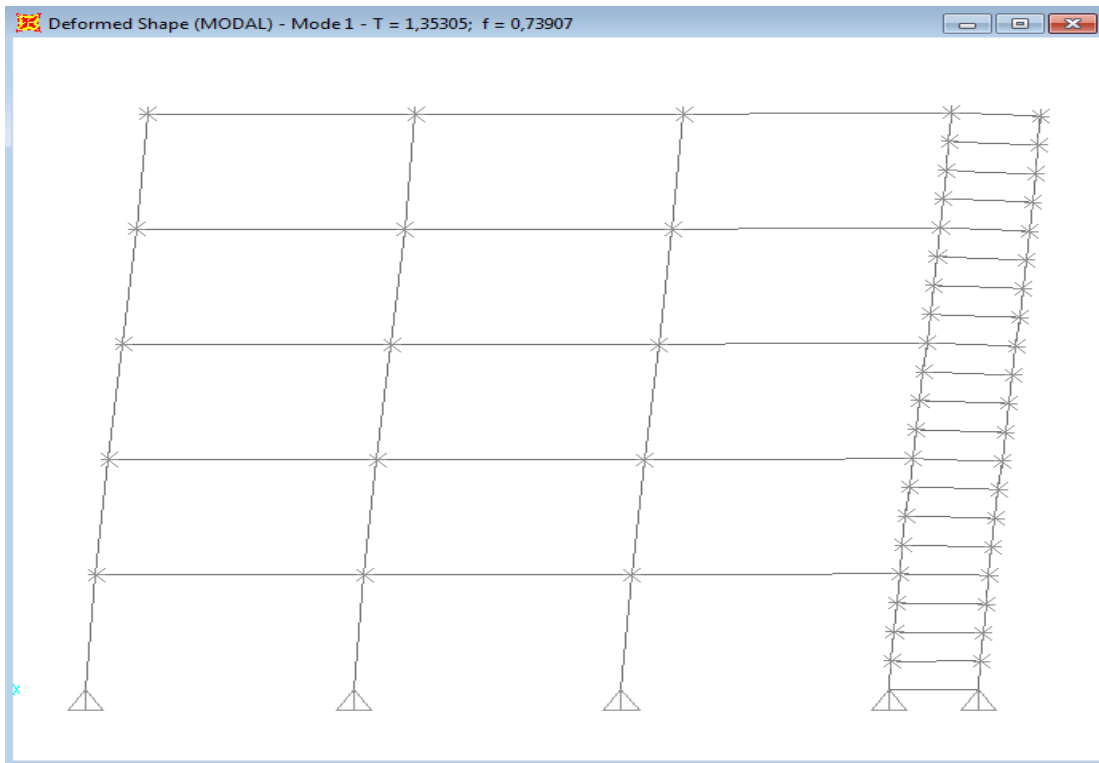 Deformed Shape (MODAL) - Mode 1 - T = 1,35305; f = 0,73907
X